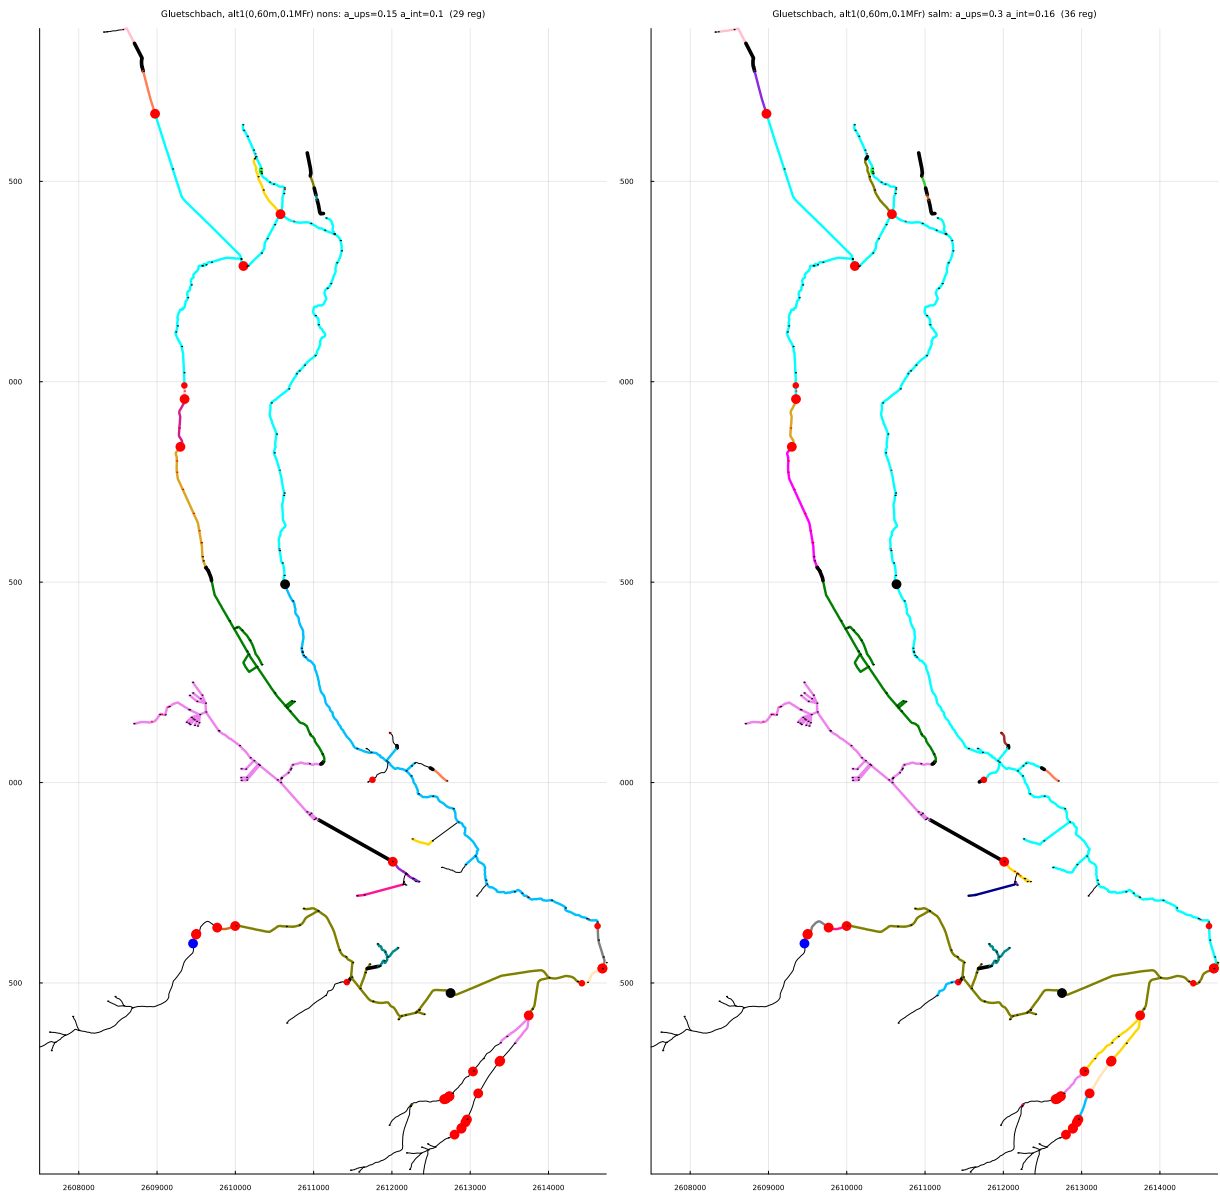 Gluetschbach, alt1(0,60m,0.1MFr) nons: a_ups=0.15 a_int=0.1 (29 reg)
Gluetschbach, alt1(0,60m,0.1MFr) salm: a_ups=0.3 a_int=0.16 (36 reg)
500
500
000
000
500
500
000
000
500
500
2608000 2609000 2610000 2611000 2612000 2613000 2614000
2608000 2609000 2610000 2611000 2612000 2613000 2614000